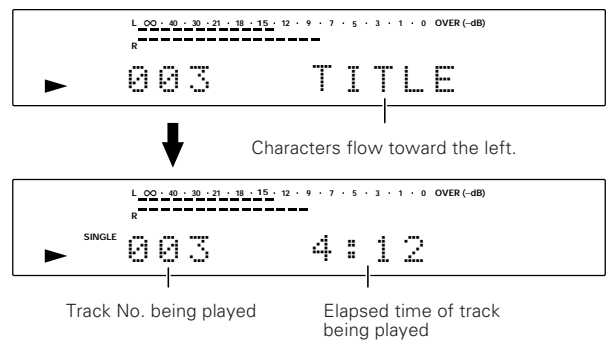 L ∞ · 40 · 30 · 21 · 18 · 15 · 12 · 9 · 7 · 5 · 3 · 1 · 0 OVER (–dB)
R
003 TITLE
Characters flow toward the left.
L ∞ · 40 · 30 · 21 · 18 · 15 · 12 · 9 · 7 · 5 · 3 · 1 · 0 OVER (–dB)
R
SINGLE 003 4:12
Track No. being played
Elapsed time of track
being played